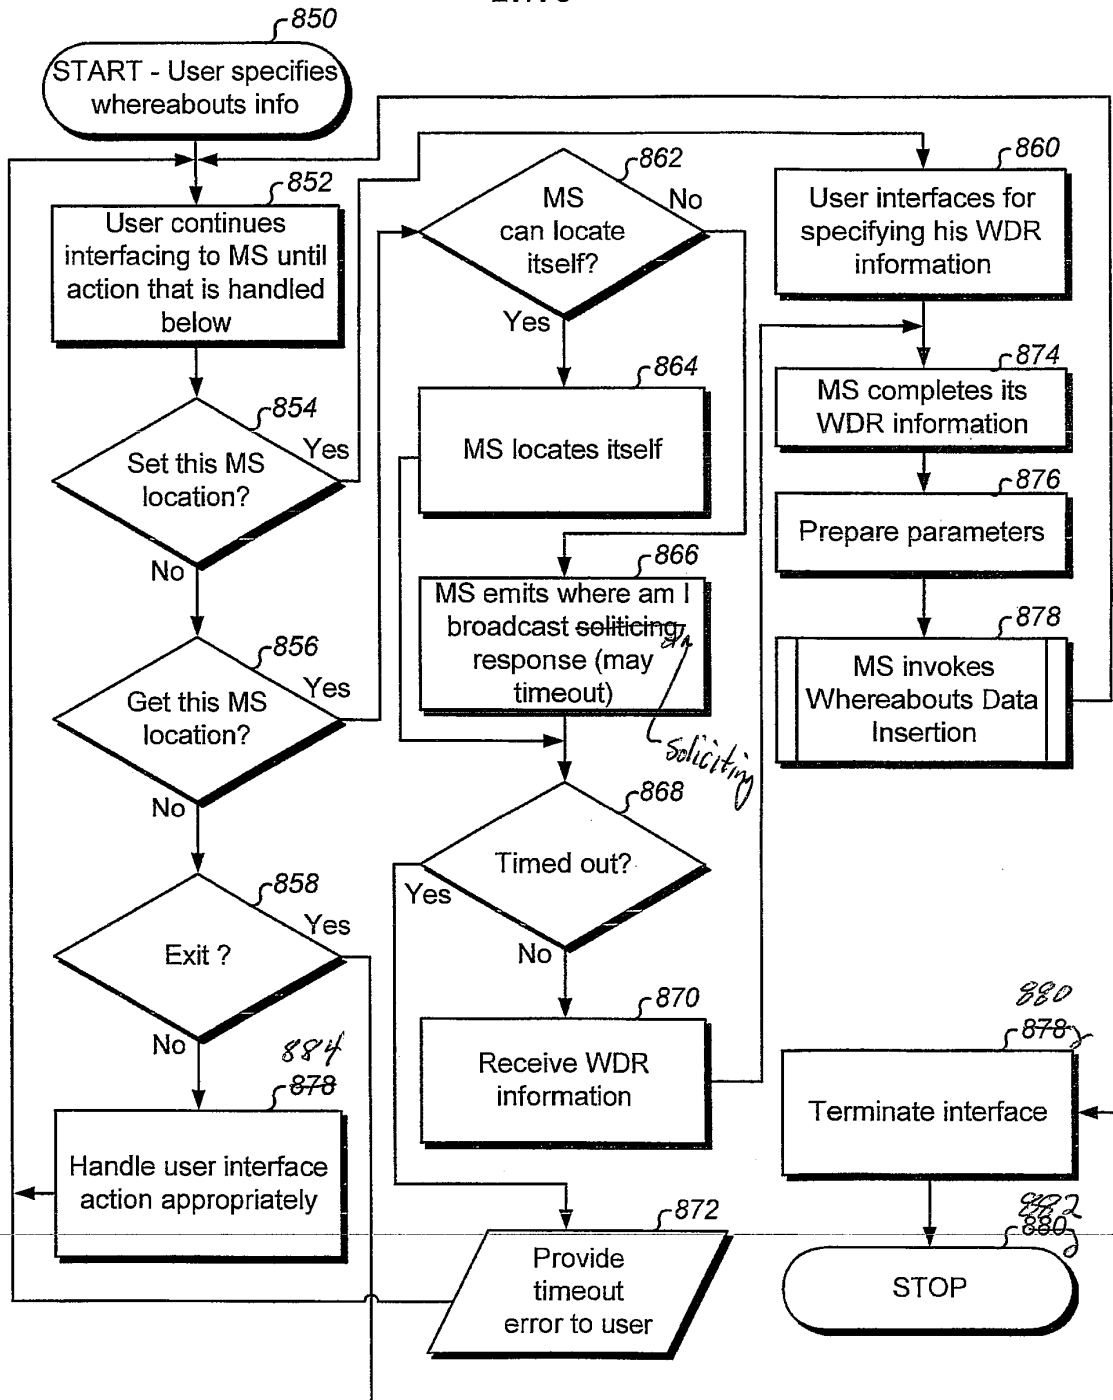 850
START - User specifies
whereabouts info
852
User continues
interfacing to MS until
action that is handled
below
854
Set this MS
location?
Yes
No
856
Get this MS
location?
Yes
No
858
Exit ?
Yes
No
884
878
Handle user interface
action appropriately
862
MS
can locate
itself?
No
Yes
864
MS locates itself
866
MS emits where am I
broadcast soliticing
response (may
timeout)
soliciting
868
Timed out?
Yes
No
870
Receive WDR
information
872
Provide
timeout
error to user
860
User interfaces for
specifying his WDR
information
874
MS completes its
WDR information
876
Prepare parameters
878
MS invokes
Whereabouts Data
Insertion
880
878
Terminate interface
882
880
STOP